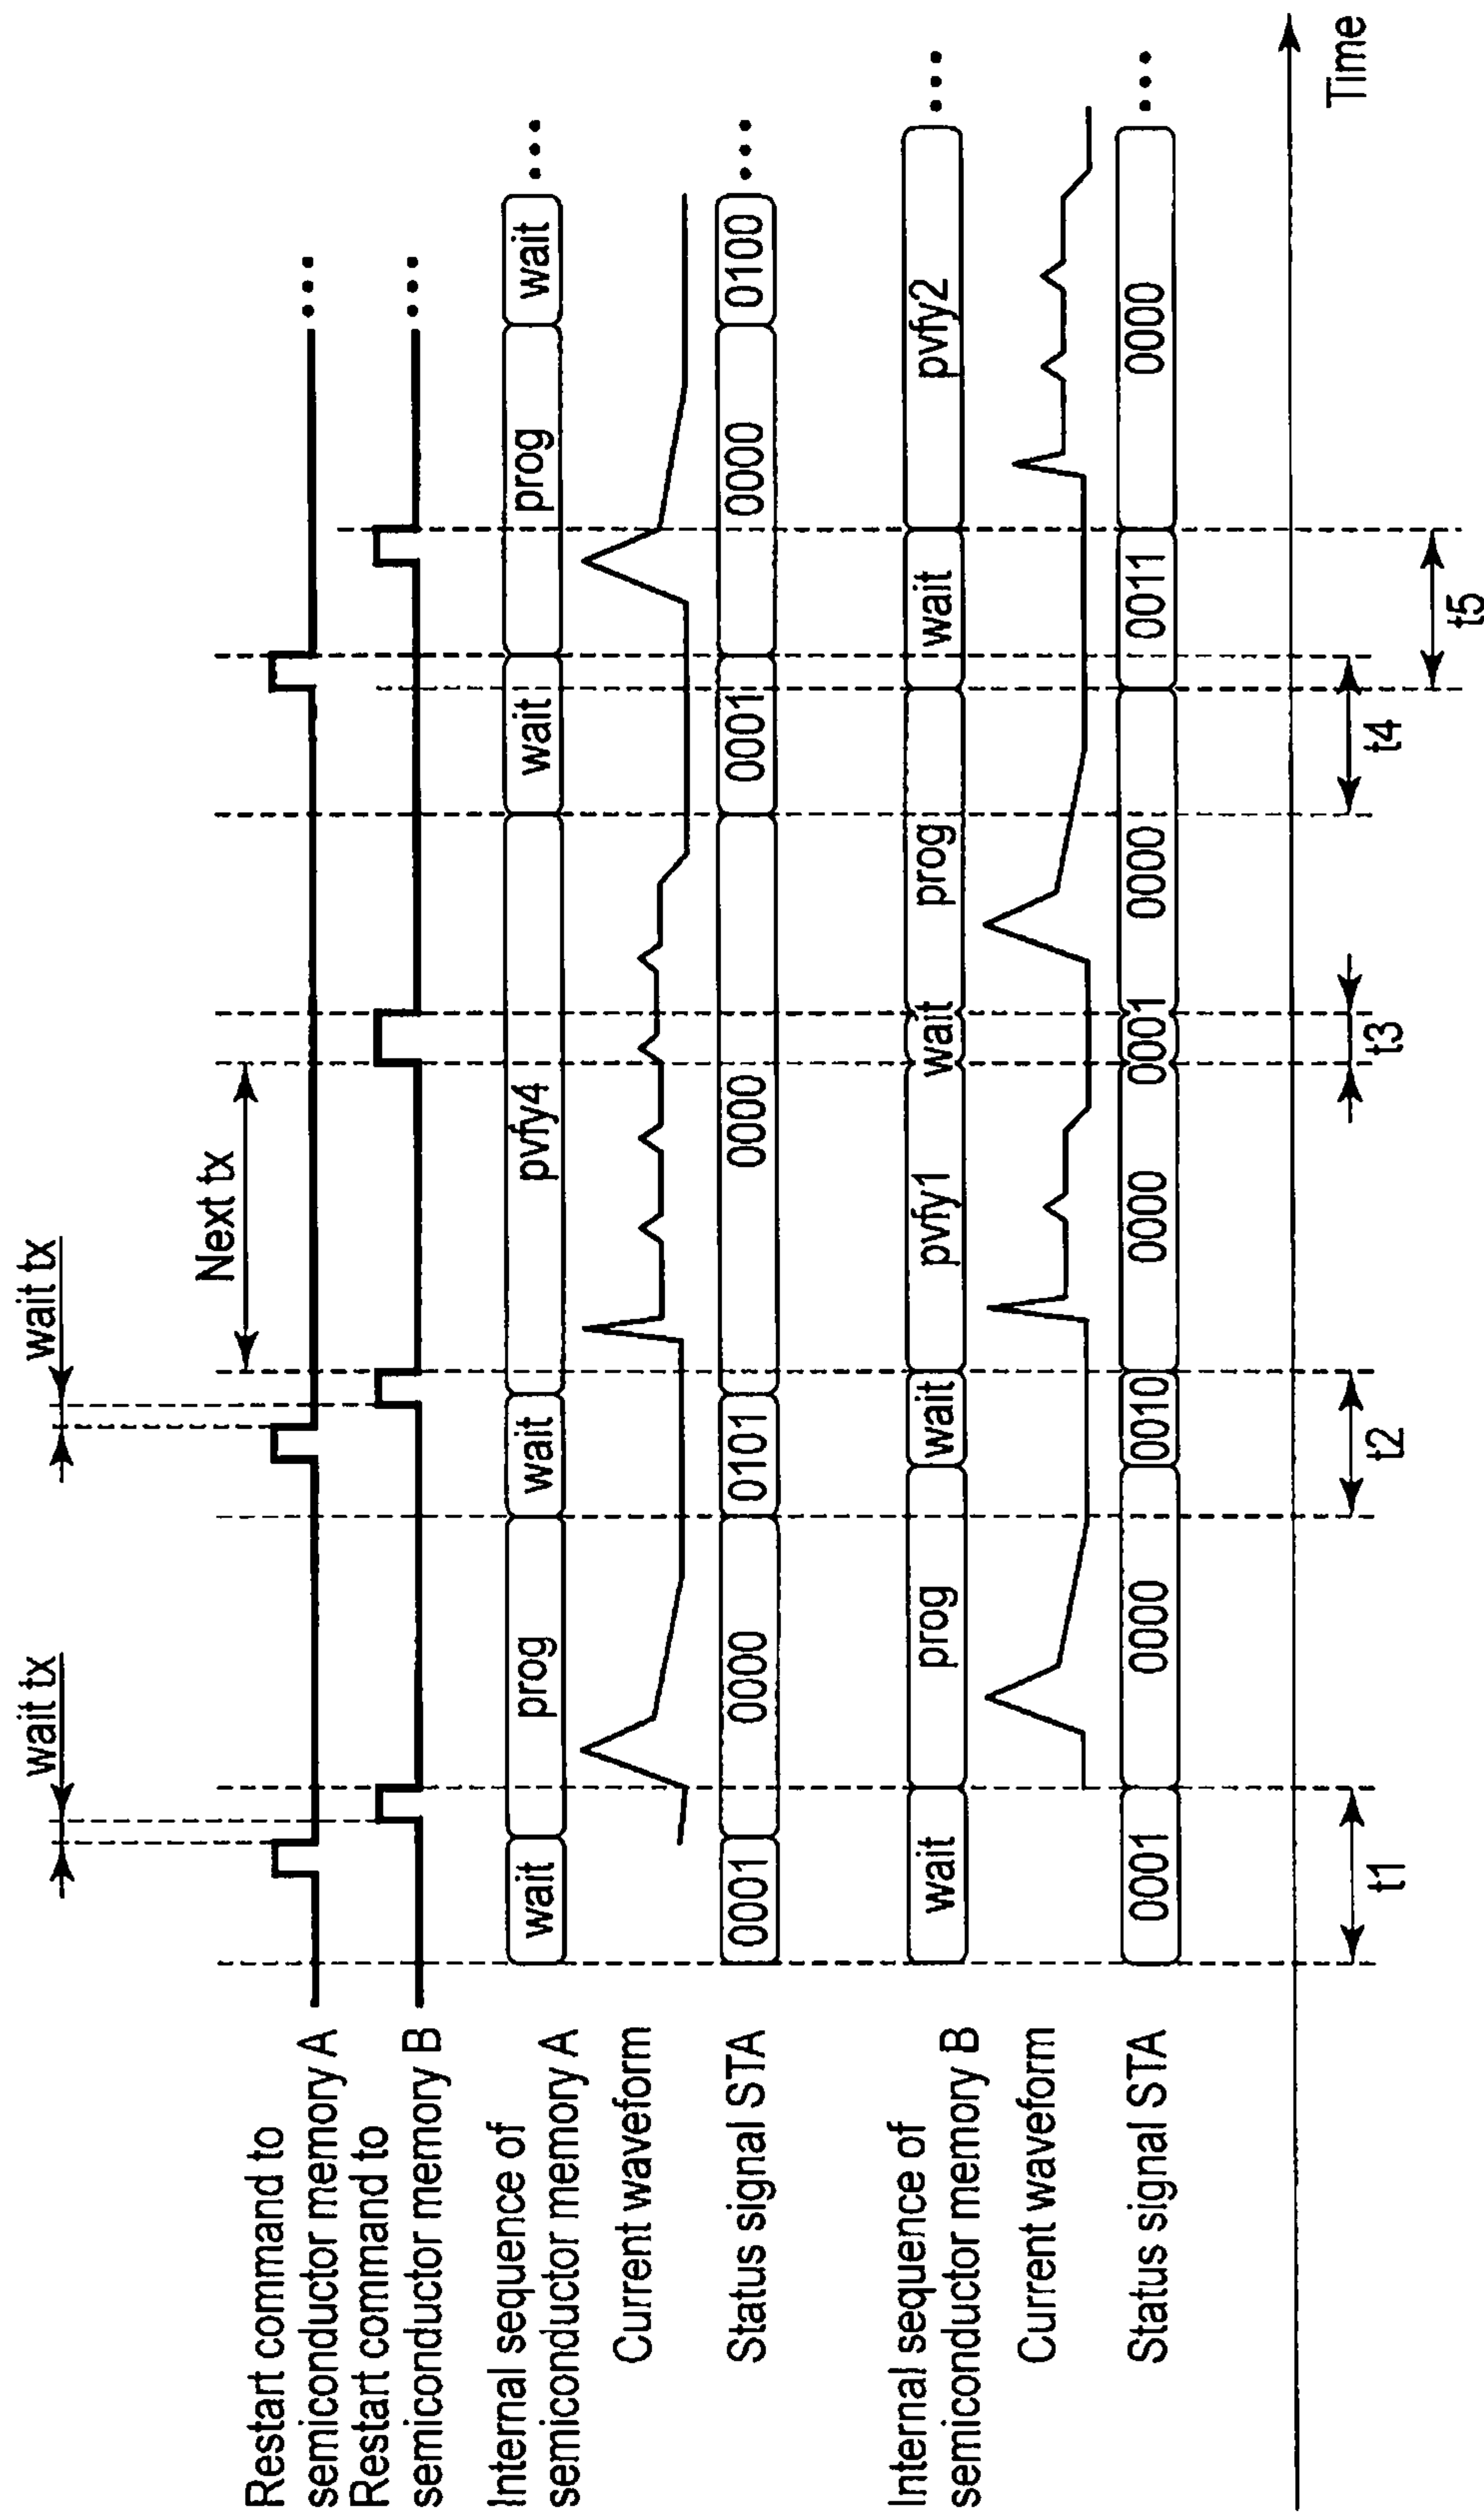 wait tx
wait tx
Next tx
Restart command to
semiconductor memory A
Restart command to
semiconductor memory B
Internal sequence of
semiconductor memory A
wait
prog
wait
pvfy4
wait
prog
wait
Current waveform
Status signal STA
0001
0000
0101
0000
0001
0000
0100
Internal sequence of
semiconductor memory B
wait
prog
wait
pvfy1
wait
prog
wait
pvfy2
Current waveform
Status signal STA
0001
0000
0010
0000
0001
0000
0011
0000
t1
t2
t3
t4
t5
Time